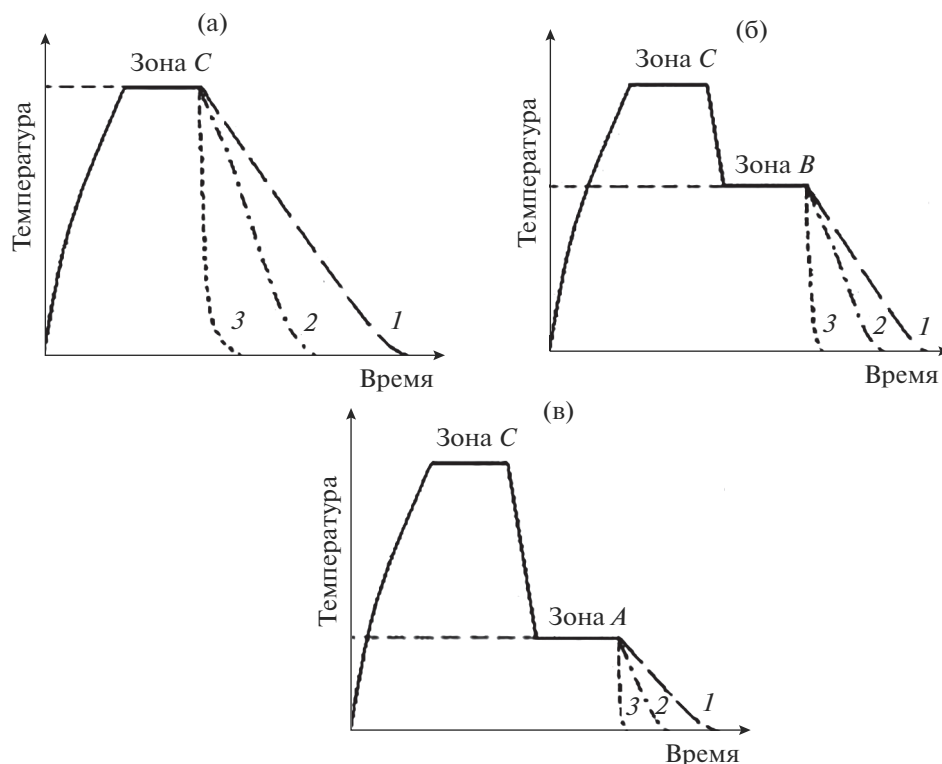 (а)
Температура
Зона C
3
2
1
Время
(б)
Температура
Зона C
Зона B
3
2
1
Время
(в)
Температура
Зона C
Зона A
3
2
1
Время